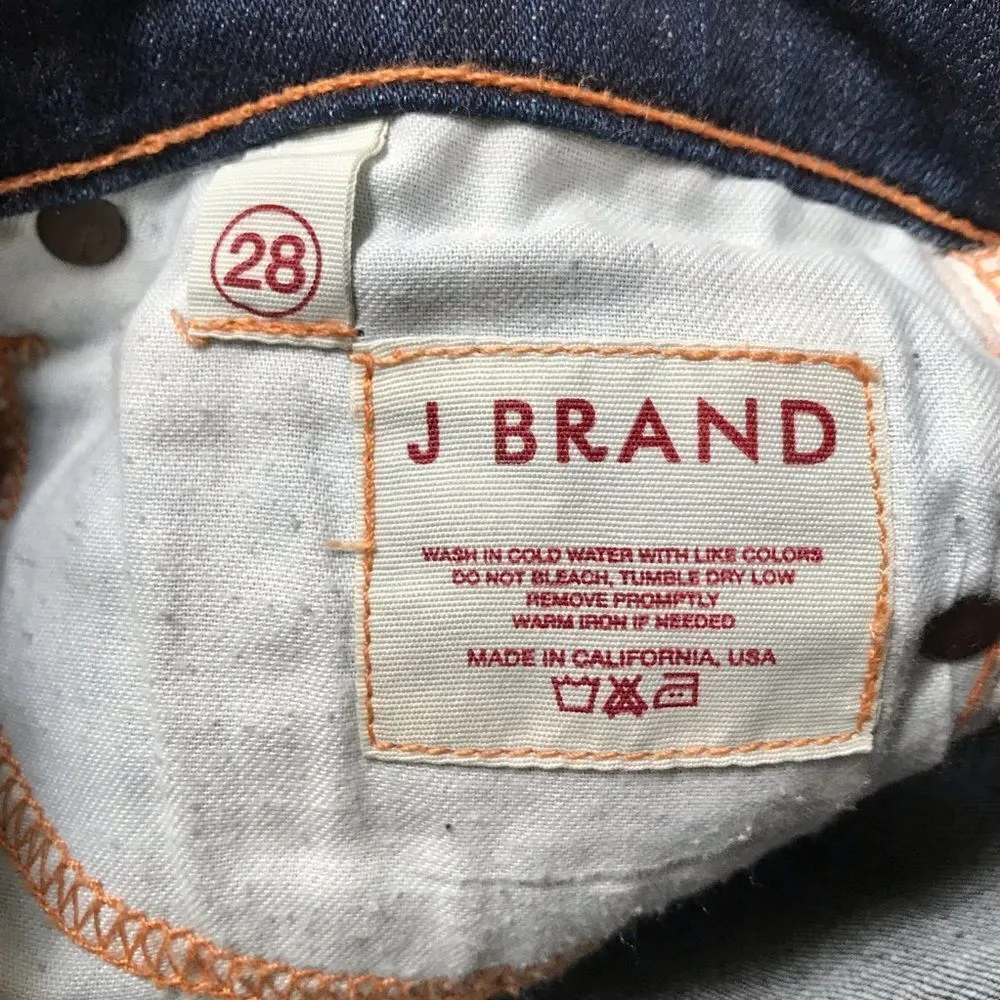 28
J BRAND
WASH IN COLD WATER WITH LIKE COLORS
DO NOT BLEACH, TUMBLE DRY LOW
REMOVE PROMPTLY
WARM IRON IF NEEDED
MADE IN CALIFORNIA, USA